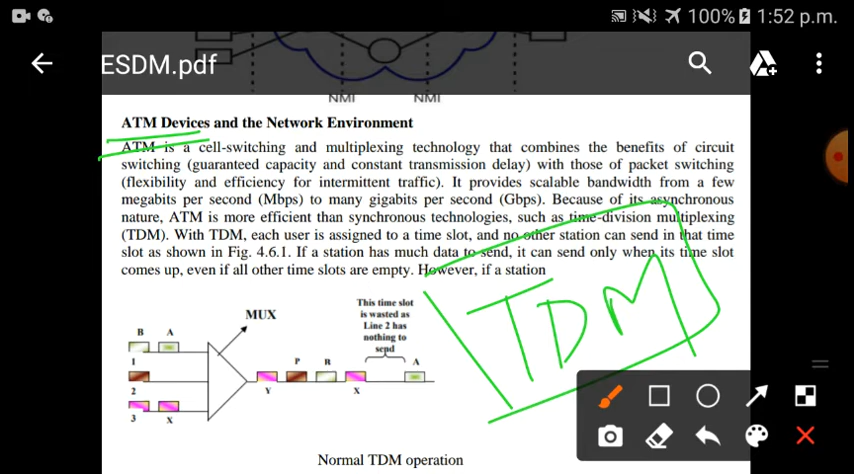 100% 1:52 p.m.
ESDM.pdf
NMI NMI
ATM Devices and the Network Environment
ATM is a cell-switching and multiplexing technology that combines the benefits of circuit
switching (guaranteed capacity and constant transmission delay) with those of packet switching
(flexibility and efficiency for intermittent traffic). It provides scalable bandwidth from a few
megabits per second (Mbps) to many gigabits per second (Gbps). Because of its asynchronous
nature, ATM is more efficient than synchronous technologies, such as time-division multiplexing
(TDM). With TDM, each user is assigned to a time slot, and no other station can send in that time
slot as shown in Fig. 4.6.1. If a station has much data to send, it can send only when its time slot
comes up, even if all other time slots are empty. However, if a station
TDM
This time slot
is wasted as
Line 2 has
nothing to
send
MUX
B A
1
2
3 X
P R A
Y X
Normal TDM operation